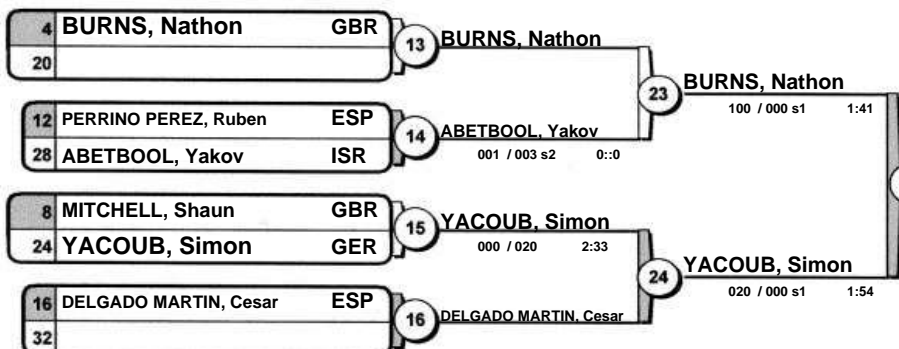 4 BURNS, Nathon GBR
20
13 BURNS, Nathon
12 PERRINO PEREZ, Ruben ESP
28 ABETBOOL, Yakov ISR
14 ABETBOOL, Yakov
001 / 003 s2 0::0
23 BURNS, Nathon
100 / 000 s1 1:41
8 MITCHELL, Shaun GBR
24 YACOUB, Simon GER
15 YACOUB, Simon
000 / 020 2:33
16 DELGADO MARTIN, Cesar ESP
32
16 DELGADO MARTIN, Cesar
24 YACOUB, Simon
020 / 000 s1 1:54